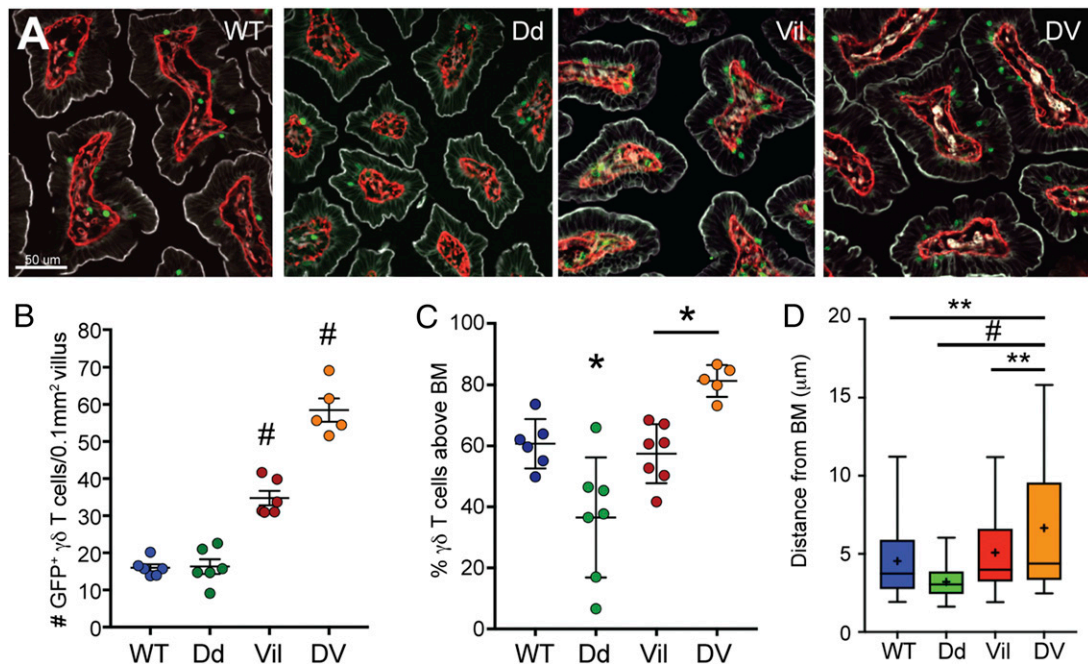 A WT Dd Vil DV
50 µm
B
# GFP⁺ γδ T cells/0.1mm² villus
80
70
60
50
40
30
20
10
0
# #
WT Dd Vil DV
C
% γδ T cells above BM
100
80
60
40
20
0
* *
WT Dd Vil DV
D
Distance from BM (µm)
20
15
10
5
0
**
#
**
WT Dd Vil DV